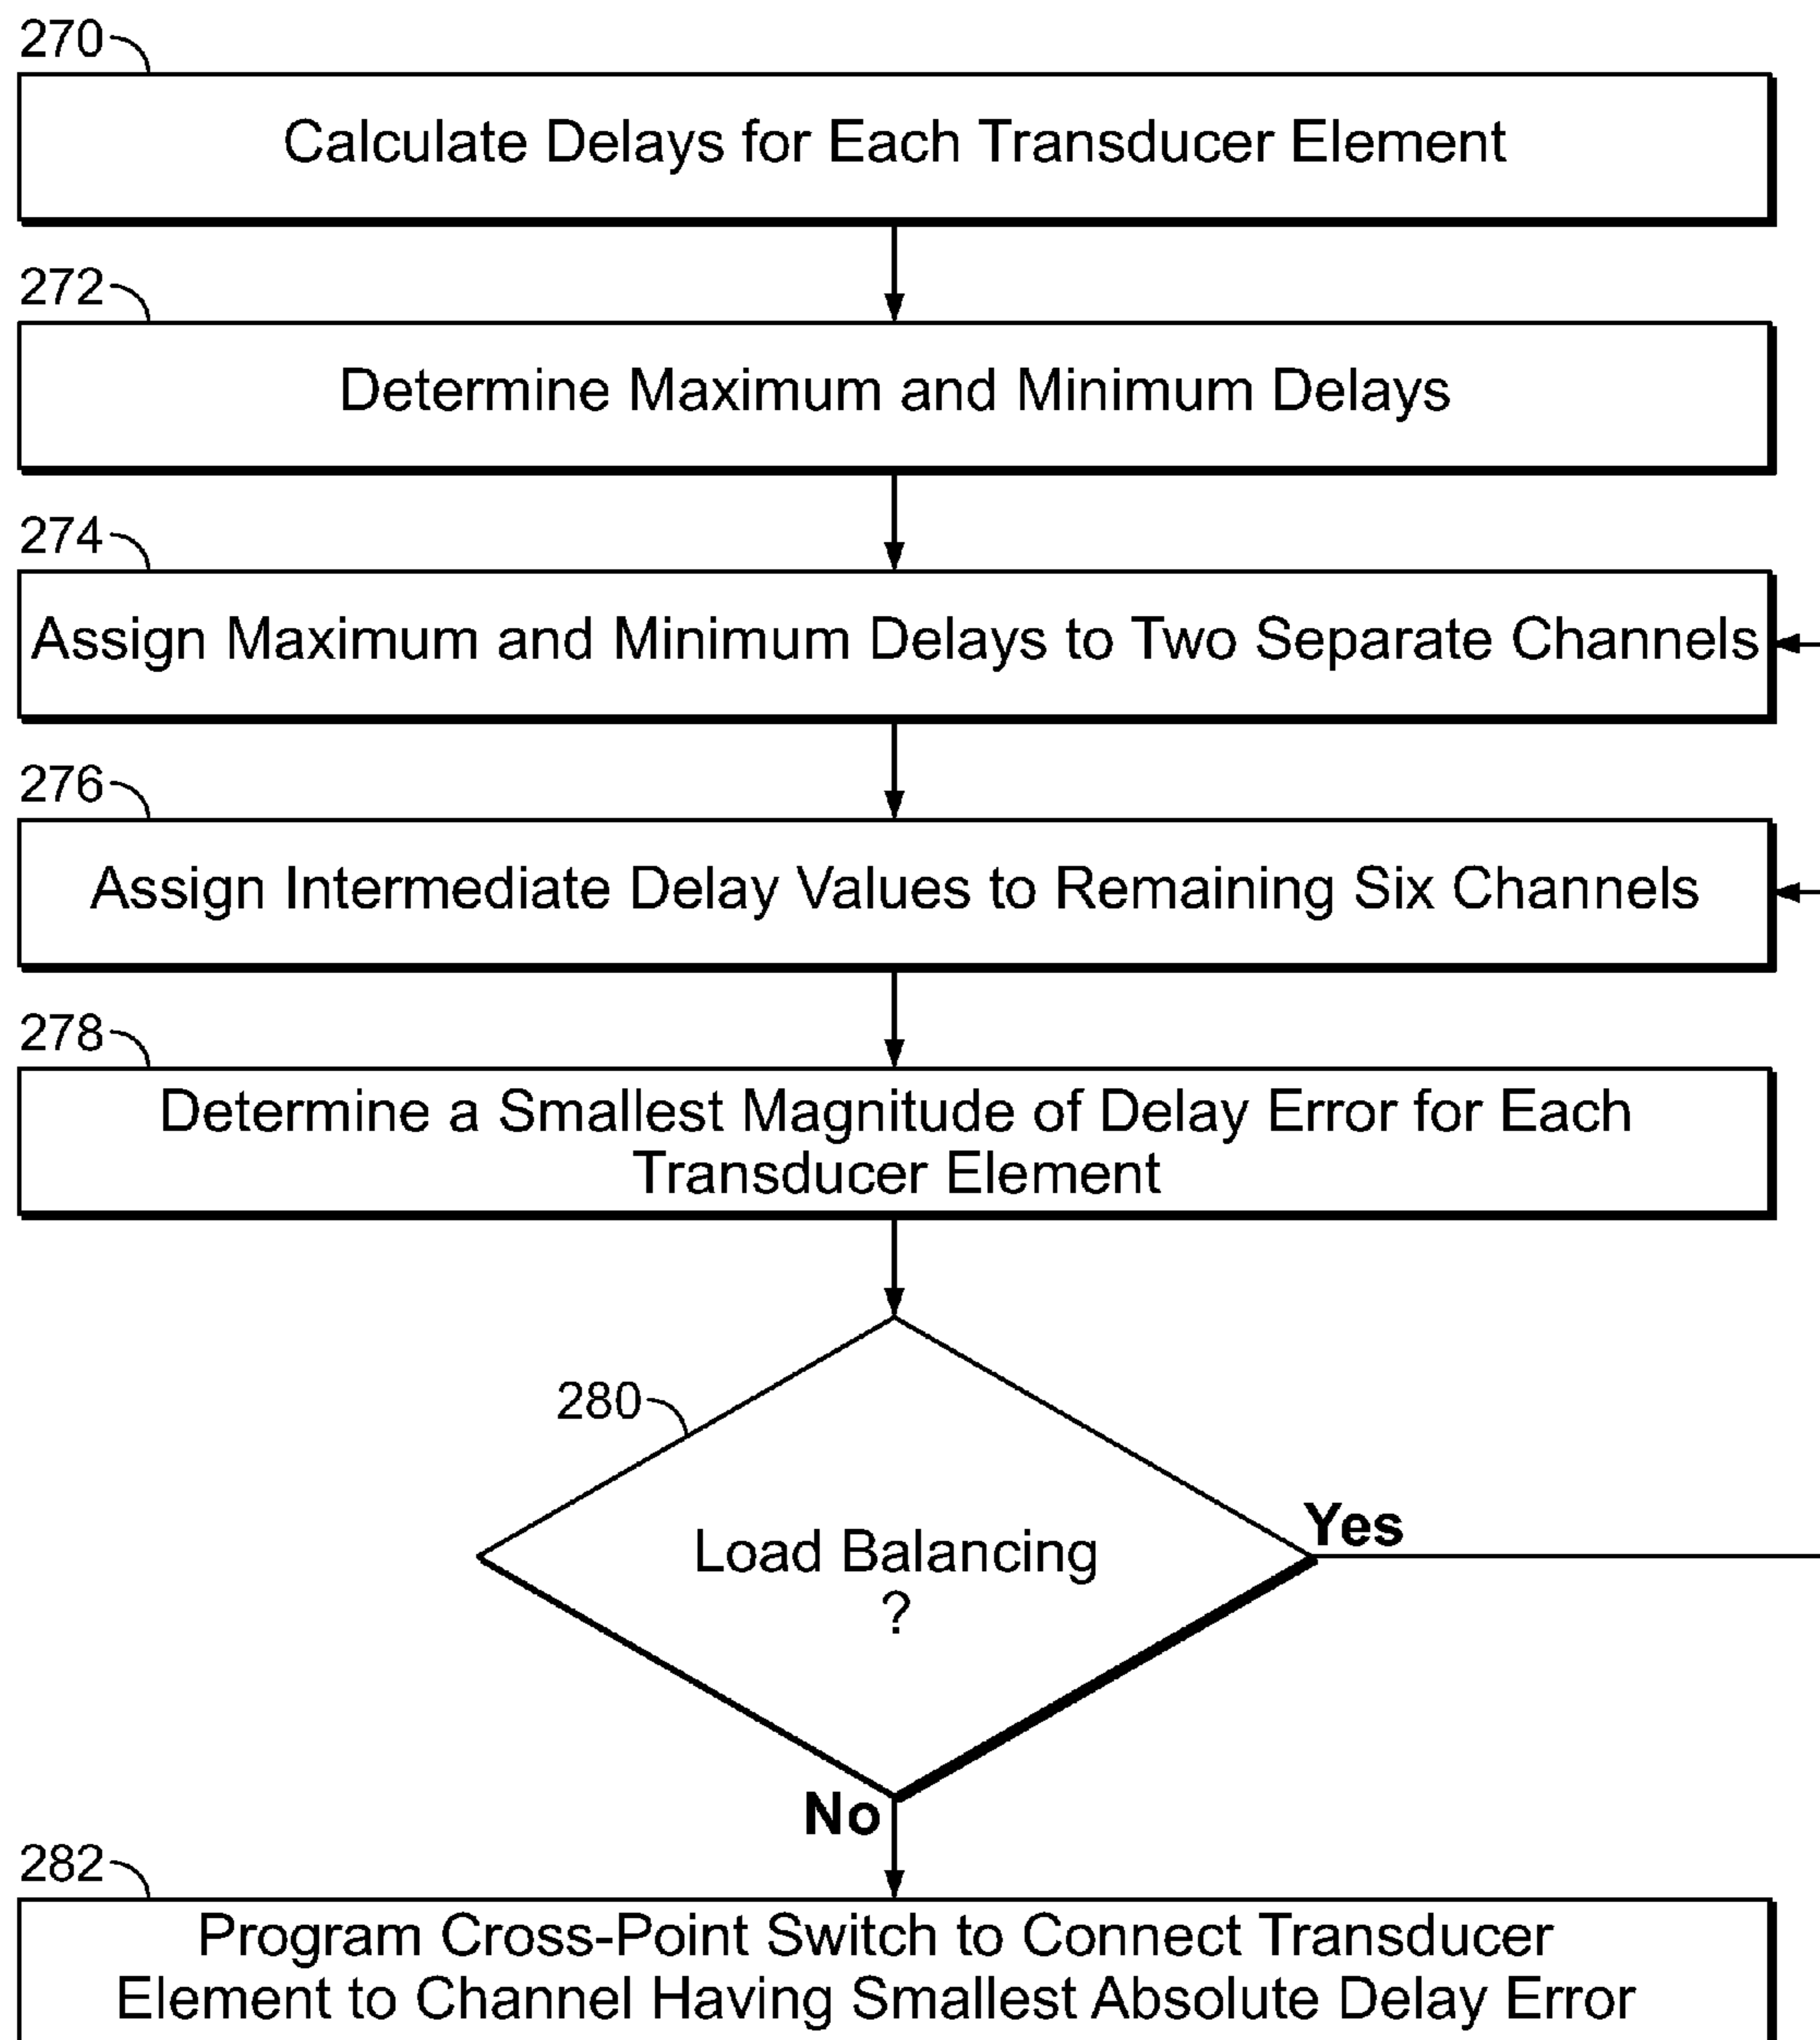 270
Calculate Delays for Each Transducer Element
272
Determine Maximum and Minimum Delays
274
Assign Maximum and Minimum Delays to Two Separate Channels
276
Assign Intermediate Delay Values to Remaining Six Channels
278
Determine a Smallest Magnitude of Delay Error for Each
Transducer Element
280
Load Balancing
?
Yes
No
282
Program Cross-Point Switch to Connect Transducer
Element to Channel Having Smallest Absolute Delay Error